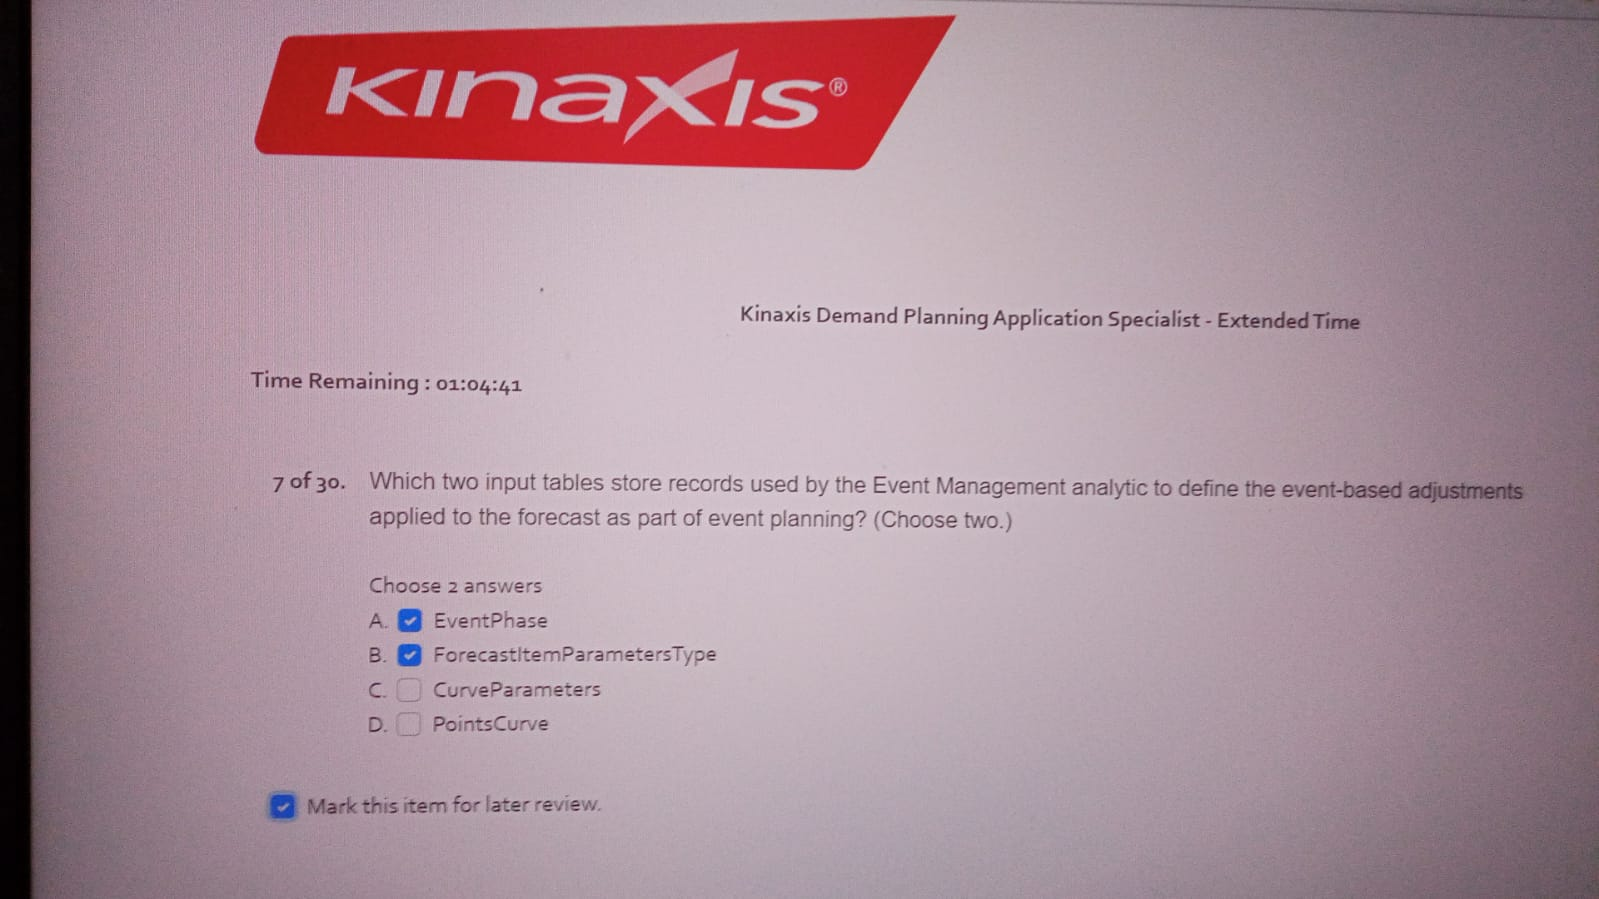 KINAXIS®
Kinaxis Demand Planning Application Specialist - Extended Time
Time Remaining : 01:04:41
7 of 30. Which two input tables store records used by the Event Management analytic to define the event-based adjustments
applied to the forecast as part of event planning? (Choose two.)
Choose 2 answers
A. EventPhase
B. ForecastItemParametersType
C. CurveParameters
D. PointsCurve
Mark this item for later review.